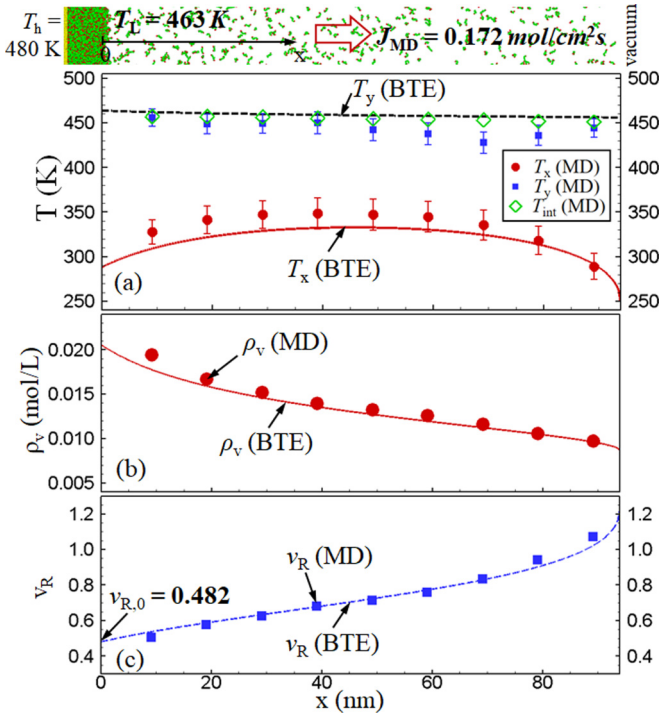 T_h = 480 K
T_L = 463 K
0
x
J_MD = 0.172 mol/cm²s
vacuum
T (K)
500
450
400
350
300
250
T_y (BTE)
T_x (MD)
T_y (MD)
T_int (MD)
T_x (BTE)
(a)
500
450
400
350
300
250
ρ_v (mol/L)
0.020
0.015
0.010
0.005
ρ_v (MD)
ρ_v (BTE)
(b)
v_R
1.2
1.0
0.8
0.6
0.4
v_R,0 = 0.482
v_R (MD)
v_R (BTE)
(c)
1.2
1.0
0.8
0.6
0.4
0 20 40 60 80
x (nm)